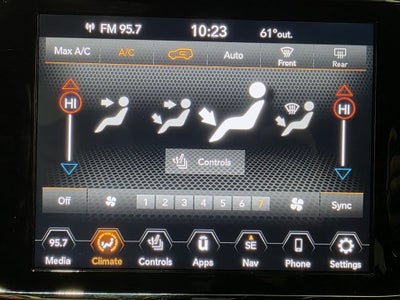 FM 95.7 10:23 61° out.
Max A/C A/C Auto Front Rear
HI HI
Controls
Off 1 2 3 4 5 6 7 Sync
95.7 SE
Media Climate Controls Apps Nav Phone Settings